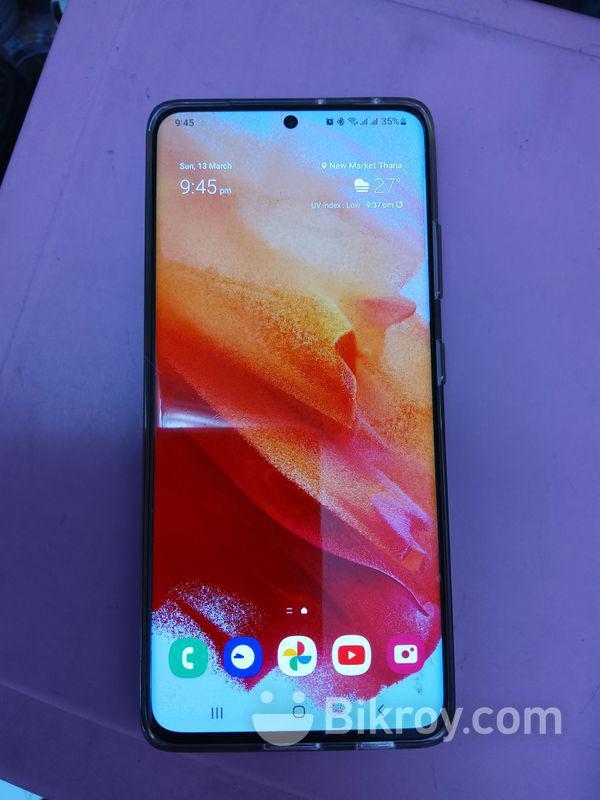 9:45
35%
Sun, 13 March
New Market Thana
9:45 pm
27°
UV index : Low 9:37 pm
Bikroy.com